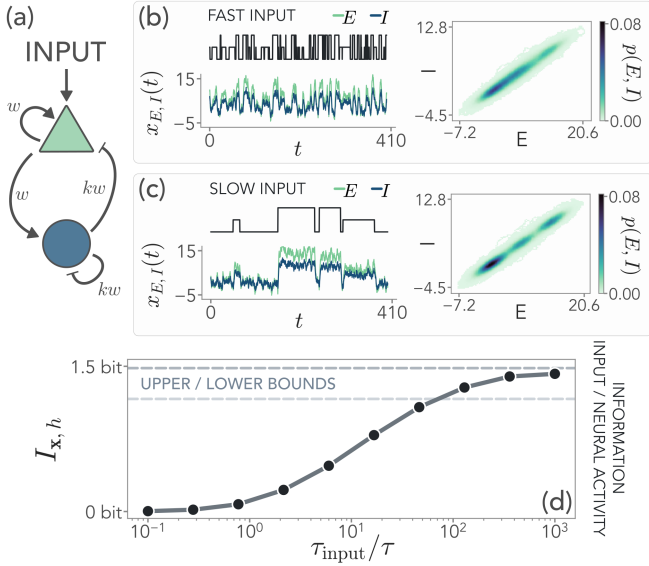 (a)
INPUT
w
w
kw
kw
(b)
FAST INPUT
E
I
x_{E,I}(t)
15
−5
0
t
410
I
12.8
−4.5
−7.2
E
20.6
0.08
0.00
p(E, I)
(c)
SLOW INPUT
E
I
x_{E,I}(t)
15
−5
0
t
410
I
12.8
−4.5
−7.2
E
20.6
0.08
0.00
p(E, I)
1.5 bit
UPPER / LOWER BOUNDS
I_{x, h}
0 bit
(d)
10^{−1}
10^{0}
10^{1}
10^{2}
10^{3}
τ_{input}/τ
INFORMATION
INPUT / NEURAL ACTIVITY